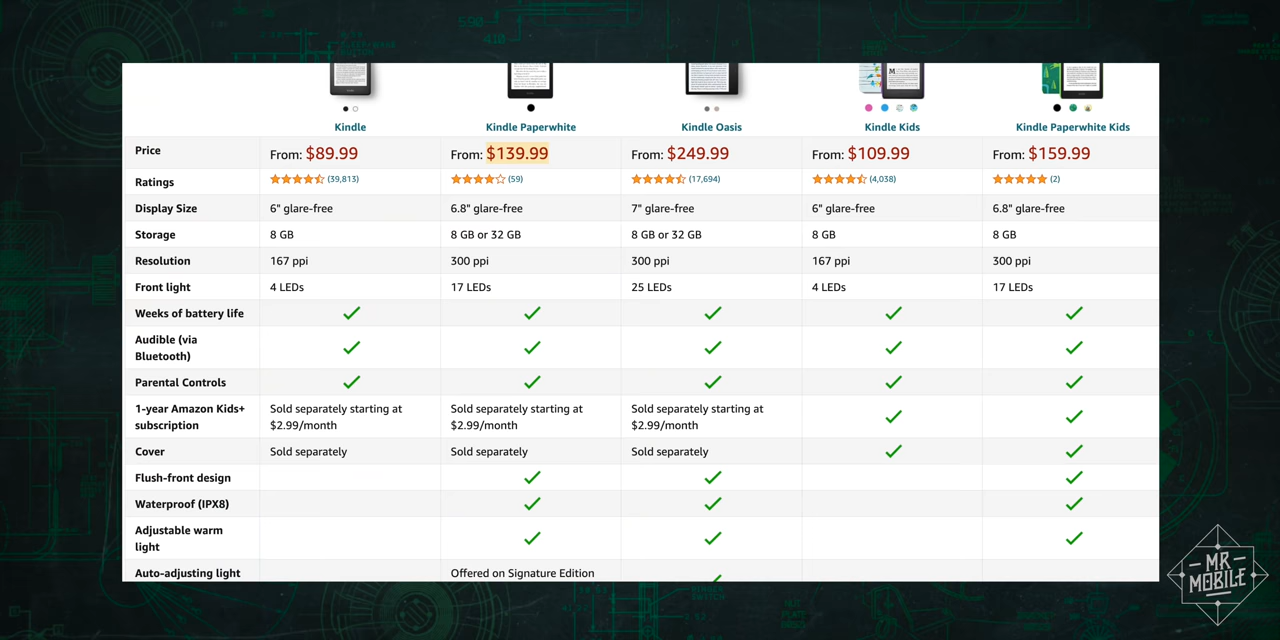 Kindle
Kindle Paperwhite
Kindle Oasis
Kindle Kids
Kindle Paperwhite Kids
Price
From: $89.99
From: $139.99
From: $249.99
From: $109.99
From: $159.99
Ratings
(39,813)
(59)
(17,694)
(4,038)
(2)
Display Size
6" glare-free
6.8" glare-free
7" glare-free
6" glare-free
6.8" glare-free
Storage
8 GB
8 GB or 32 GB
8 GB or 32 GB
8 GB
8 GB
Resolution
167 ppi
300 ppi
300 ppi
167 ppi
300 ppi
Front light
4 LEDs
17 LEDs
25 LEDs
4 LEDs
17 LEDs
Weeks of battery life
Audible (via
Bluetooth)
Parental Controls
1-year Amazon Kids+
subscription
Sold separately starting at
$2.99/month
Sold separately starting at
$2.99/month
Sold separately starting at
$2.99/month
Cover
Sold separately
Sold separately
Sold separately
Flush-front design
Waterproof (IPX8)
Adjustable warm
light
Auto-adjusting light
Offered on Signature Edition
MR
MOBILE